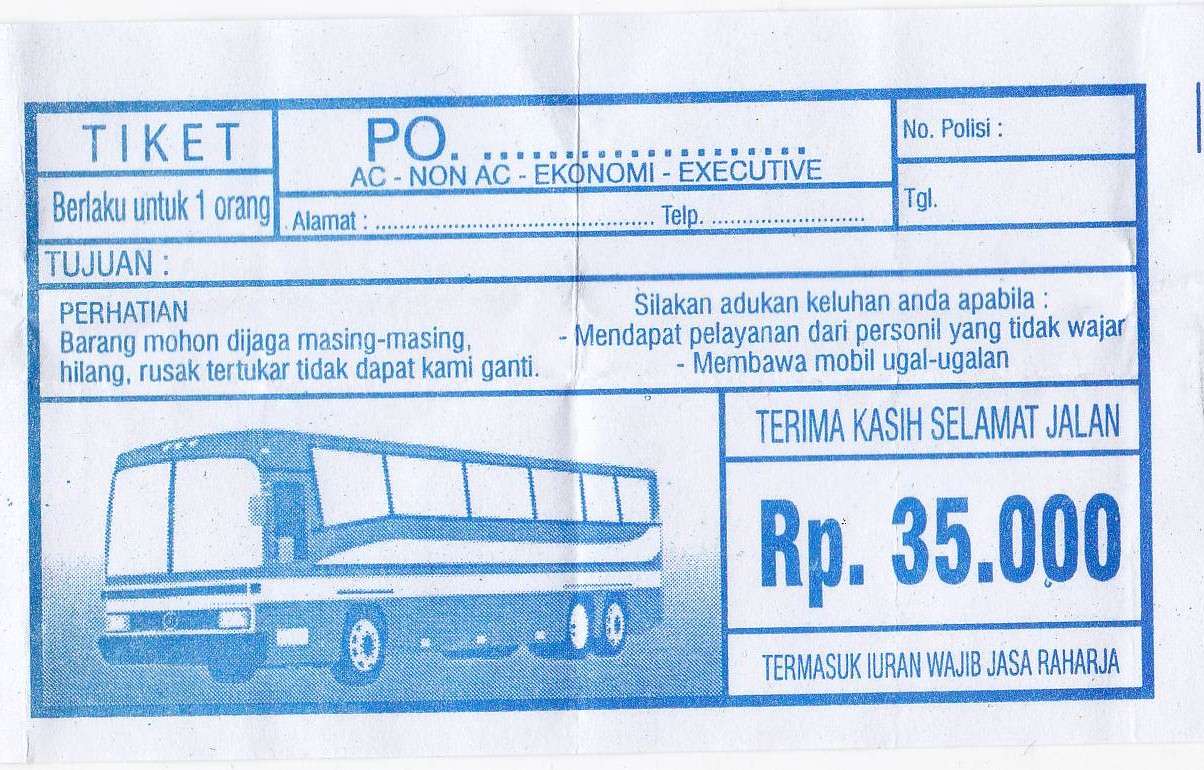 TIKET
Berlaku untuk 1 orang
PO. ....................
AC - NON AC - EKONOMI - EXECUTIVE
Alamat : .............................................. Telp. .........................
No. Polisi :
Tgl.
TUJUAN :
PERHATIAN
Barang mohon dijaga masing-masing,
hilang, rusak tertukar tidak dapat kami ganti.
Silakan adukan keluhan anda apabila :
- Mendapat pelayanan dari personil yang tidak wajar
- Membawa mobil ugal-ugalan
TERIMA KASIH SELAMAT JALAN
Rp. 35.000
TERMASUK IURAN WAJIB JASA RAHARJA